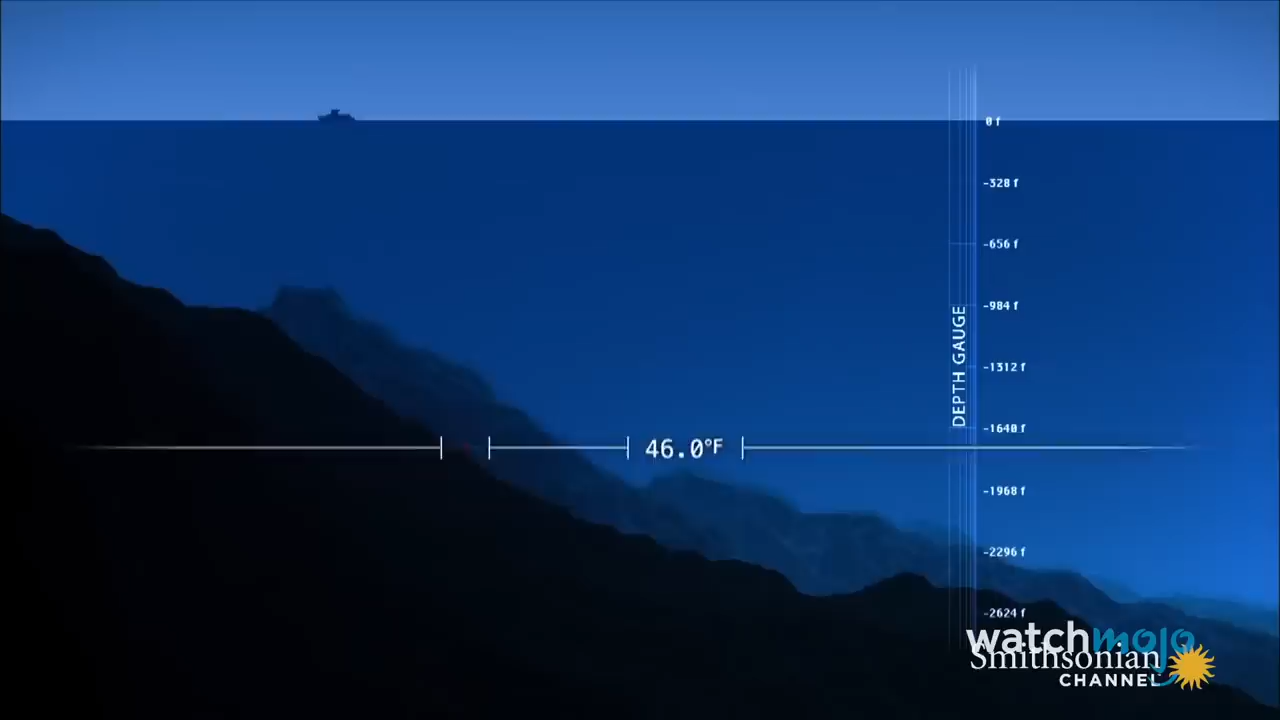 0 f
-328 f
-656 f
-984 f
-1312 f
DEPTH GAUGE
-1640 f
46.0°F
-1968 f
-2296 f
-2624 f
watchmojo
Smithsonian
CHANNEL